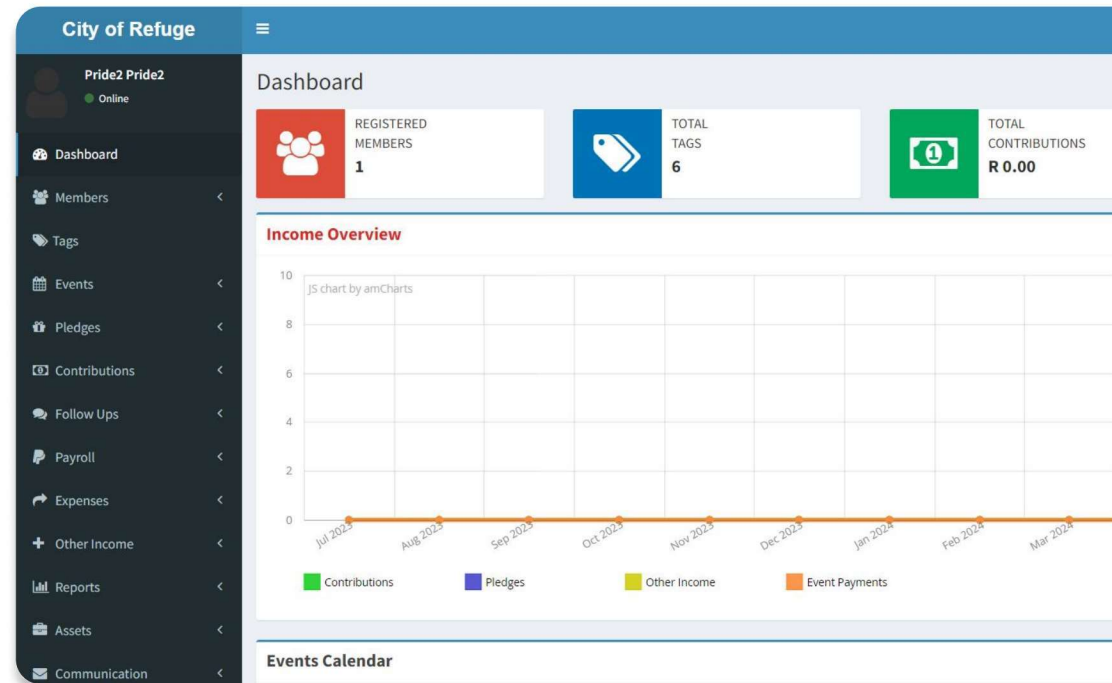 City of Refuge
Pride2 Pride2
Online
Dashboard
Members
Tags
Events
Pledges
Contributions
Follow Ups
Payroll
Expenses
Other Income
Reports
Assets
Communication
Dashboard
REGISTERED
MEMBERS
1
TOTAL
TAGS
6
TOTAL
CONTRIBUTIONS
R 0.00
Income Overview
JS chart by amCharts
10
8
6
4
2
0
Jul 2023
Aug 2023
Sep 2023
Oct 2023
Nov 2023
Dec 2023
Jan 2024
Feb 2024
Mar 2024
Contributions
Pledges
Other Income
Event Payments
Events Calendar